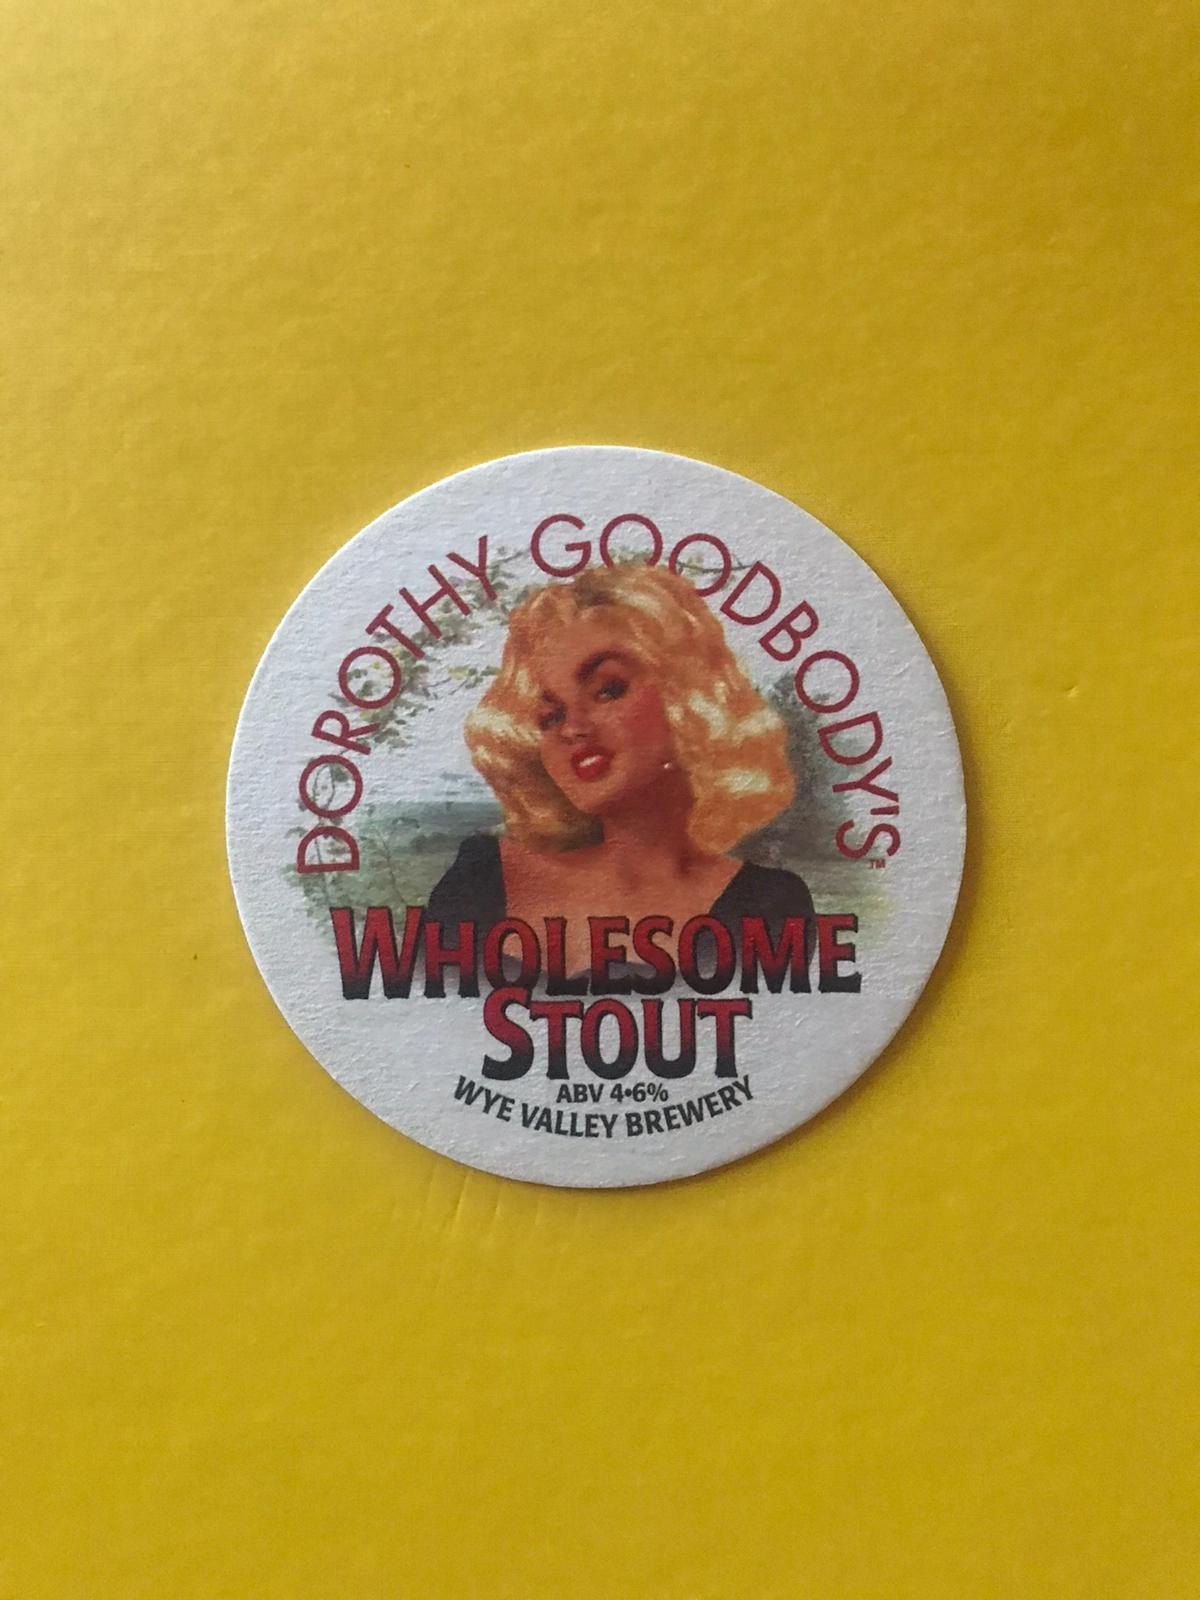 DOROTHY GOODBODY'S™
WHOLESOME
STOUT
ABV 4•6%
WYE VALLEY BREWERY